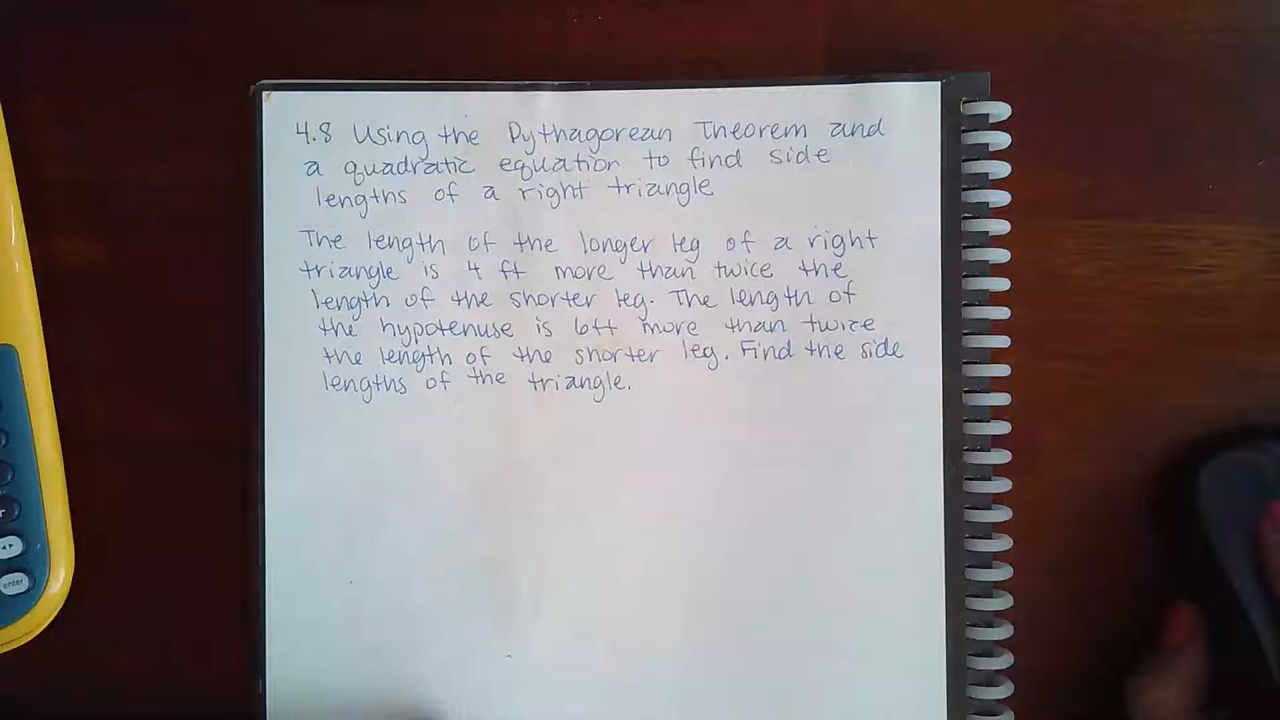 4.8 Using the Pythagorean Theorem and
a quadratic equation to find side
lengths of a right triangle
The length of the longer leg of a right
triangle is 4 ft more than twice the
length of the shorter leg. The length of
the hypotenuse is 6ft more than twice
the length of the shorter leg. Find the side
lengths of the triangle.
enter